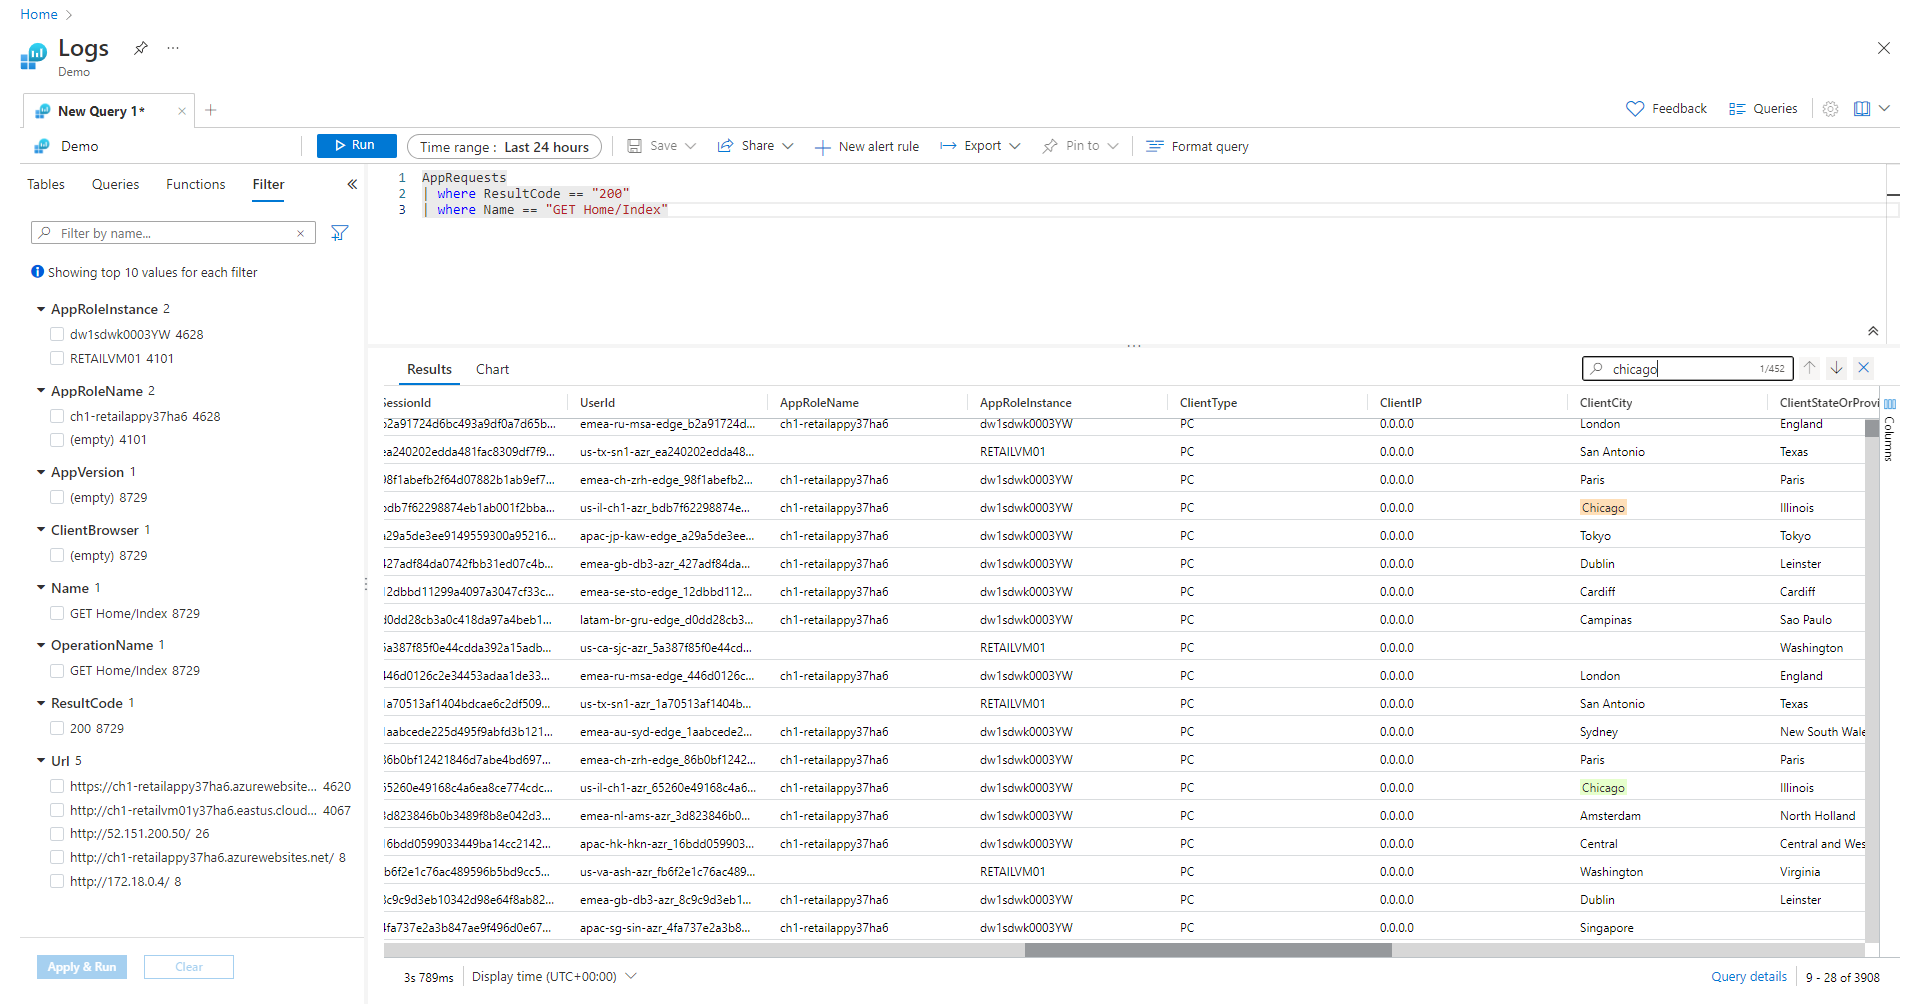 Home
Logs
Demo
New Query 1*
Feedback Queries
Demo
Run Time range : Last 24 hours Save Share New alert rule Export Pin to Format query
Tables Queries Functions Filter
Filter by name...
Showing top 10 values for each filter
AppRoleInstance 2
dw1sdwk0003YW 4628
RETAILVM01 4101
AppRoleName 2
ch1-retailappy37ha6 4628
(empty) 4101
AppVersion 1
(empty) 8729
ClientBrowser 1
(empty) 8729
Name 1
GET Home/Index 8729
OperationName 1
GET Home/Index 8729
ResultCode 1
200 8729
Url 5
https://ch1-retailappy37ha6.azurewebsite... 4620
http://ch1-retailvm01y37ha6.eastus.cloud... 4067
http://52.151.200.50/ 26
http://ch1-retailappy37ha6.azurewebsites.net/ 8
http://172.18.0.4/ 8
Apply & Run Clear
1 AppRequests
2 | where ResultCode == "200"
3 | where Name == "GET Home/Index"
Results Chart chicago 1/452
SessionId UserId AppRoleName AppRoleInstance ClientType ClientIP ClientCity ClientStateOrProvi
Columns
b2a91724d6bc493a9df0a7d65b... emea-ru-msa-edge_b2a91724d... ch1-retailappy37ha6 dw1sdwk0003YW PC 0.0.0.0 London England
ea240202edda481fac8309df7f9... us-tx-sn1-azr_ea240202edda48... RETAILVM01 PC 0.0.0.0 San Antonio Texas
98f1abefb2f64d07882b1ab9ef7... emea-ch-zrh-edge_98f1abefb2... ch1-retailappy37ha6 dw1sdwk0003YW PC 0.0.0.0 Paris Paris
bdb7f62298874eb1ab001f2bba... us-il-ch1-azr_bdb7f62298874e... ch1-retailappy37ha6 dw1sdwk0003YW PC 0.0.0.0 Chicago Illinois
a29a5de3ee9149559300a95216... apac-jp-kaw-edge_a29a5de3ee... ch1-retailappy37ha6 dw1sdwk0003YW PC 0.0.0.0 Tokyo Tokyo
427adf84da0742fbb31ed07c4b... emea-gb-db3-azr_427adf84da... ch1-retailappy37ha6 dw1sdwk0003YW PC 0.0.0.0 Dublin Leinster
12dbbd11299a4097a3047cf33c... emea-se-sto-edge_12dbbd112... ch1-retailappy37ha6 dw1sdwk0003YW PC 0.0.0.0 Cardiff Cardiff
d0dd28cb3a0c418da97a4beb1... latam-br-gru-edge_d0dd28cb3... ch1-retailappy37ha6 dw1sdwk0003YW PC 0.0.0.0 Campinas Sao Paulo
5a387f85f0e44cdda392a15adb... us-ca-sjc-azr_5a387f85f0e44cd... RETAILVM01 PC 0.0.0.0 Washington
446d0126c2e34453adaa1de33... emea-ru-msa-edge_446d0126c... ch1-retailappy37ha6 dw1sdwk0003YW PC 0.0.0.0 London England
1a70513af1404bdcae6c2df509... us-tx-sn1-azr_1a70513af1404b... RETAILVM01 PC 0.0.0.0 San Antonio Texas
1aabcede225d495f9abfd3b121... emea-au-syd-edge_1aabcede2... ch1-retailappy37ha6 dw1sdwk0003YW PC 0.0.0.0 Sydney New South Wale
86b0bf12421846d7abe4bd697... emea-ch-zrh-edge_86b0bf1242... ch1-retailappy37ha6 dw1sdwk0003YW PC 0.0.0.0 Paris Paris
65260e49168c4a6ea8ce774cdc... us-il-ch1-azr_65260e49168c4a6... ch1-retailappy37ha6 dw1sdwk0003YW PC 0.0.0.0 Chicago Illinois
3d823846b0b3489f8b8e042d3... emea-nl-ams-azr_3d823846b0... ch1-retailappy37ha6 dw1sdwk0003YW PC 0.0.0.0 Amsterdam North Holland
16bdd0599033449ba14cc2142... apac-hk-hkn-azr_16bdd059903... ch1-retailappy37ha6 dw1sdwk0003YW PC 0.0.0.0 Central Central and Wes
fb6f2e1c76ac489596b5bd9cc5... us-va-ash-azr_fb6f2e1c76ac489... RETAILVM01 PC 0.0.0.0 Washington Virginia
8c9c9d3eb10342d98e64f8ab82... emea-gb-db3-azr_8c9c9d3eb1... ch1-retailappy37ha6 dw1sdwk0003YW PC 0.0.0.0 Dublin Leinster
4fa737e2a3b847ae9f496d0e67... apac-sg-sin-azr_4fa737e2a3b8... ch1-retailappy37ha6 dw1sdwk0003YW PC 0.0.0.0 Singapore
3s 789ms Display time (UTC+00:00) Query details 9 - 28 of 3908